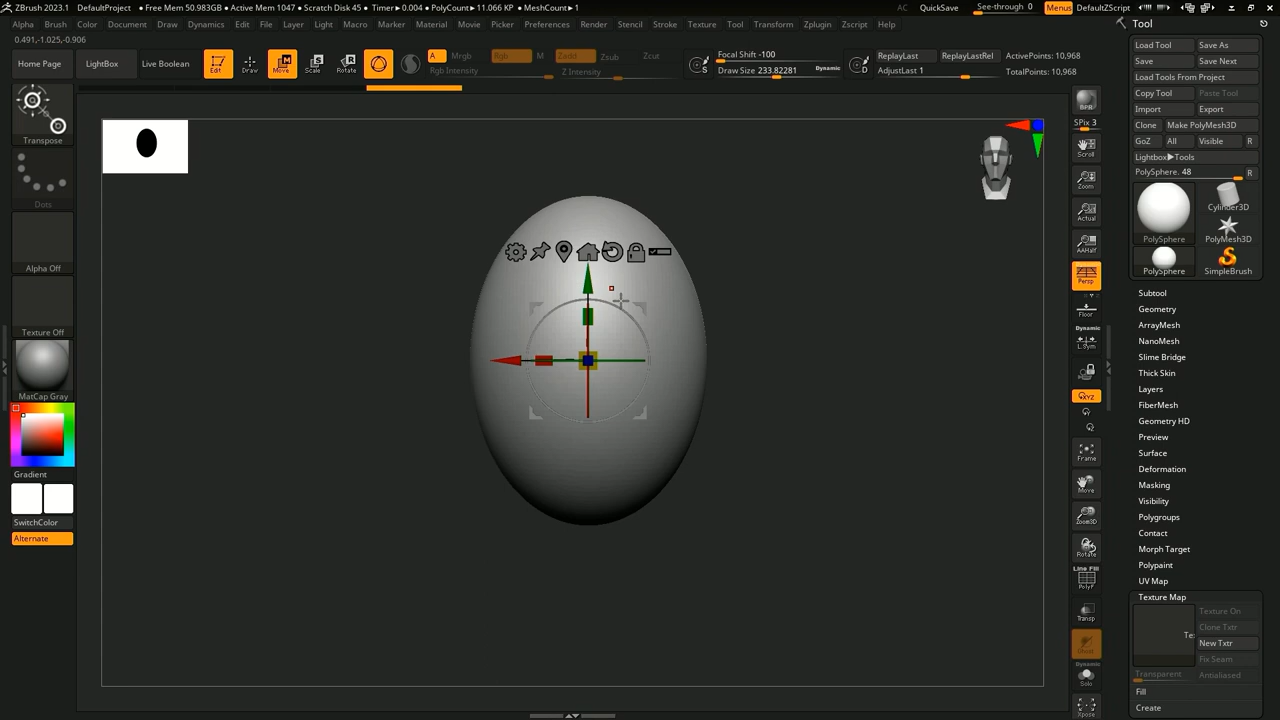 ZBrush 2023.1 DefaultProject • Free Mem 50.983GB • Active Mem 1047 • Scratch Disk 45 • Timer▶0.004 • PolyCount▶11.066 KP • MeshCount▶1 AC QuickSave See-through 0 Menus DefaultZScript
Alpha Brush Color Document Draw Dynamics Edit File Layer Light Macro Marker Material Movie Picker Preferences Render Stencil Stroke Texture Tool Transform Zplugin Zscript Help
0.491,-1.025,-0.906
Home Page LightBox Live Boolean
Edit Draw Move Scale Rotate
A Mrgb Rgb M Zadd Zsub Zcut
Rgb Intensity Z Intensity
Focal Shift -100
Draw Size 233.82281 Dynamic
S D
ReplayLast ReplayLastRel
AdjustLast 1
ActivePoints: 10,968
TotalPoints: 10,968
Transpose
Dots
Alpha Off
Texture Off
MatCap Gray
Gradient
SwitchColor
Alternate
BPR
SPix 3
Scroll
Zoom
Actual
AAHalf
Persp
Floor
Dynamic
L.Sym
XYZ
Frame
Move
Zoom3D
Rotate
Line Fill
PolyF
Transp
Ghost
Dynamic
Solo
Xpose
Tool
Load Tool Save As
Save Save Next
Load Tools From Project
Copy Tool Paste Tool
Import Export
Clone Make PolyMesh3D
GoZ All Visible R
Lightbox▶Tools
PolySphere. 48 R
PolySphere Cylinder3D
PolyMesh3D
PolySphere SimpleBrush
Subtool
Geometry
ArrayMesh
NanoMesh
Slime Bridge
Thick Skin
Layers
FiberMesh
Geometry HD
Preview
Surface
Deformation
Masking
Visibility
Polygroups
Contact
Morph Target
Polypaint
UV Map
Texture Map
Texture On
Clone Txtr
New Txtr
Fix Seam
Transparent Antialiased
Fill
Create